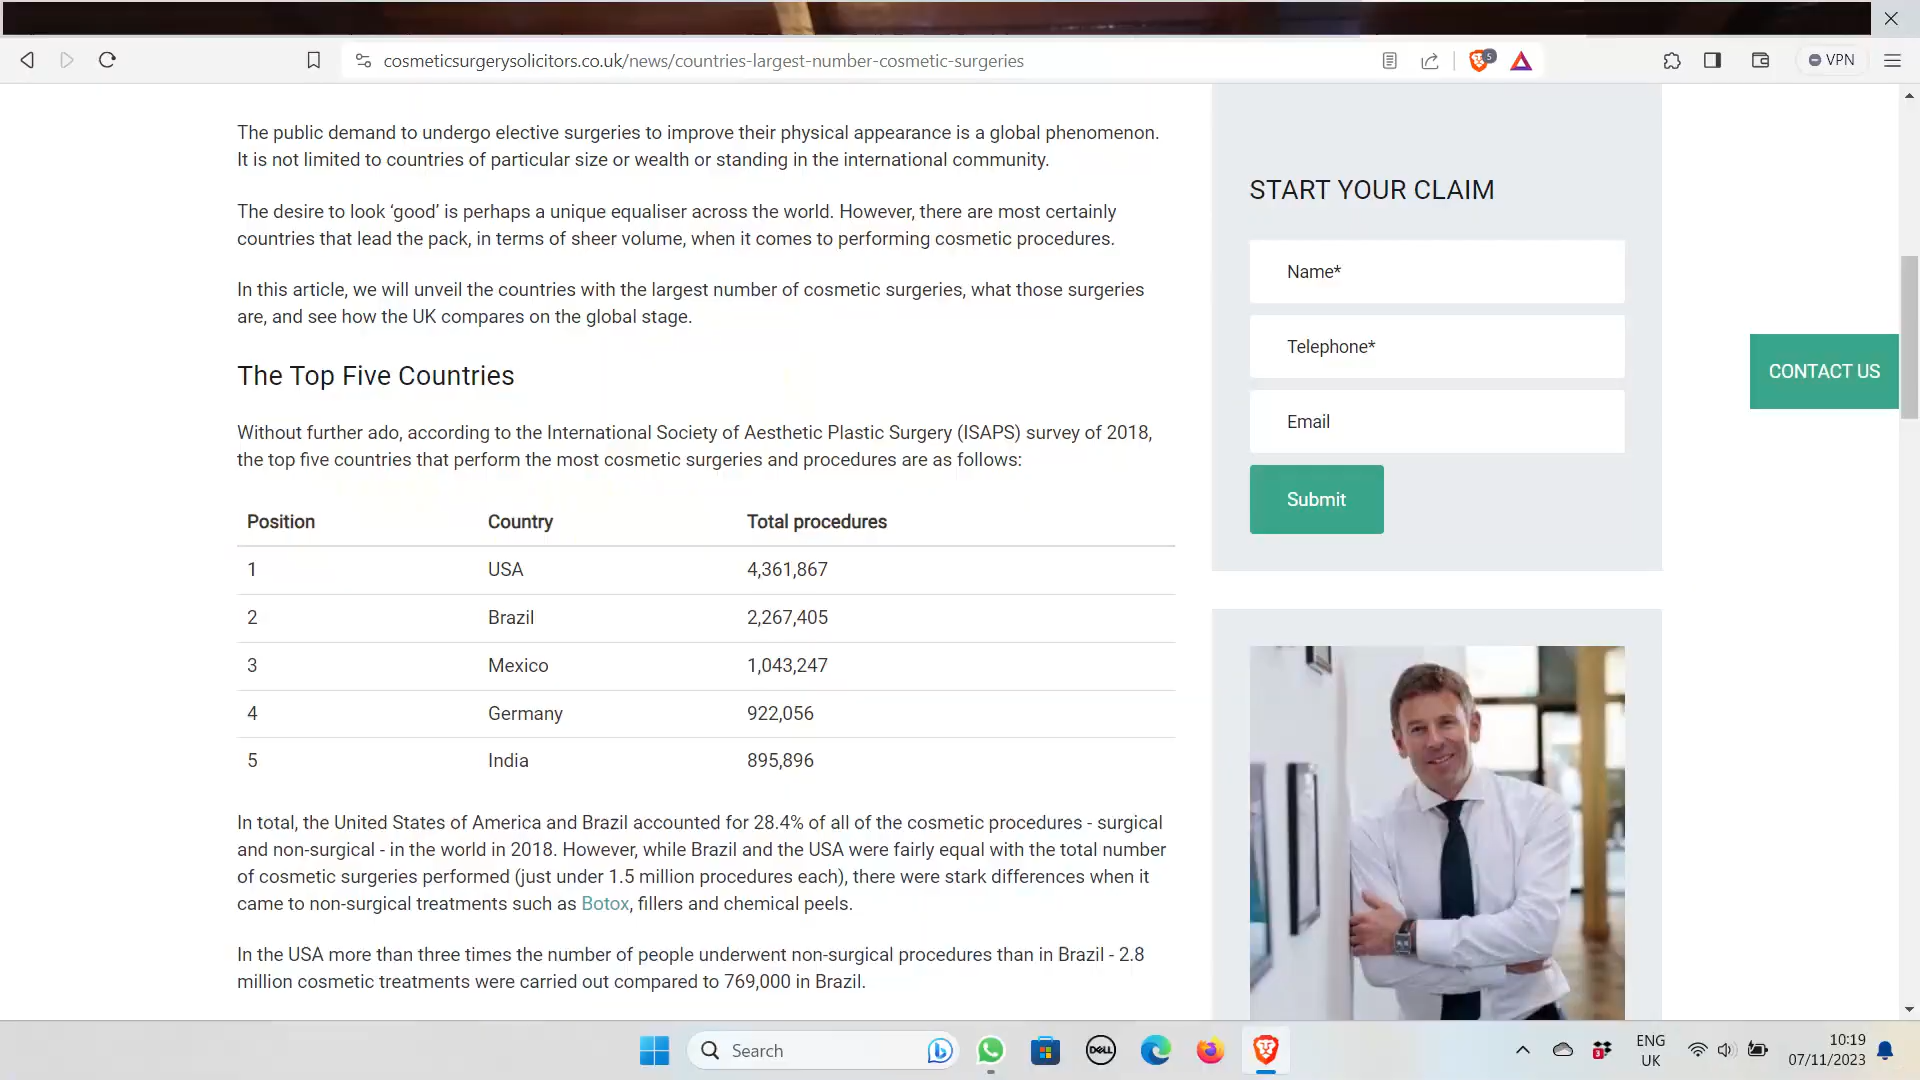 cosmeticsurgerysolicitors.co.uk/news/countries-largest-number-cosmetic-surgeries
5
VPN
The public demand to undergo elective surgeries to improve their physical appearance is a global phenomenon.
It is not limited to countries of particular size or wealth or standing in the international community.
The desire to look ‘good’ is perhaps a unique equaliser across the world. However, there are most certainly
countries that lead the pack, in terms of sheer volume, when it comes to performing cosmetic procedures.
In this article, we will unveil the countries with the largest number of cosmetic surgeries, what those surgeries
are, and see how the UK compares on the global stage.
The Top Five Countries
Without further ado, according to the International Society of Aesthetic Plastic Surgery (ISAPS) survey of 2018,
the top five countries that perform the most cosmetic surgeries and procedures are as follows:
Position Country Total procedures
1 USA 4,361,867
2 Brazil 2,267,405
3 Mexico 1,043,247
4 Germany 922,056
5 India 895,896
In total, the United States of America and Brazil accounted for 28.4% of all of the cosmetic procedures - surgical
and non-surgical - in the world in 2018. However, while Brazil and the USA were fairly equal with the total number
of cosmetic surgeries performed (just under 1.5 million procedures each), there were stark differences when it
came to non-surgical treatments such as Botox, fillers and chemical peels.
In the USA more than three times the number of people underwent non-surgical procedures than in Brazil - 2.8
million cosmetic treatments were carried out compared to 769,000 in Brazil.
START YOUR CLAIM
Name*
Telephone*
Email
Submit
CONTACT US
Search
DELL
3
ENG
UK
10:19
07/11/2023